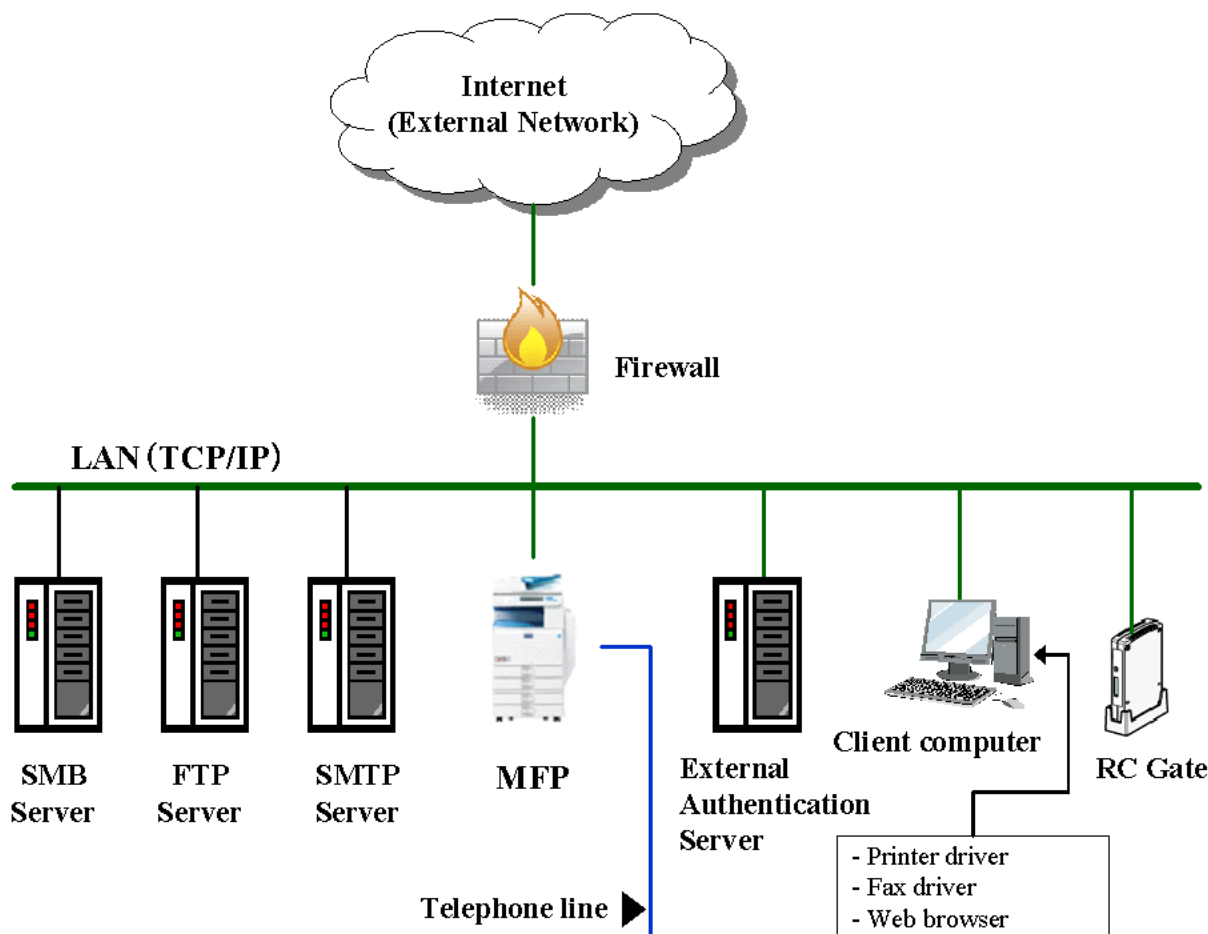 Internet
(External Network)
Firewall
LAN (TCP/IP)
SMB
Server
FTP
Server
SMTP
Server
MFP
External
Authentication
Server
Client computer
RC Gate
- Printer driver
- Fax driver
- Web browser
Telephone line